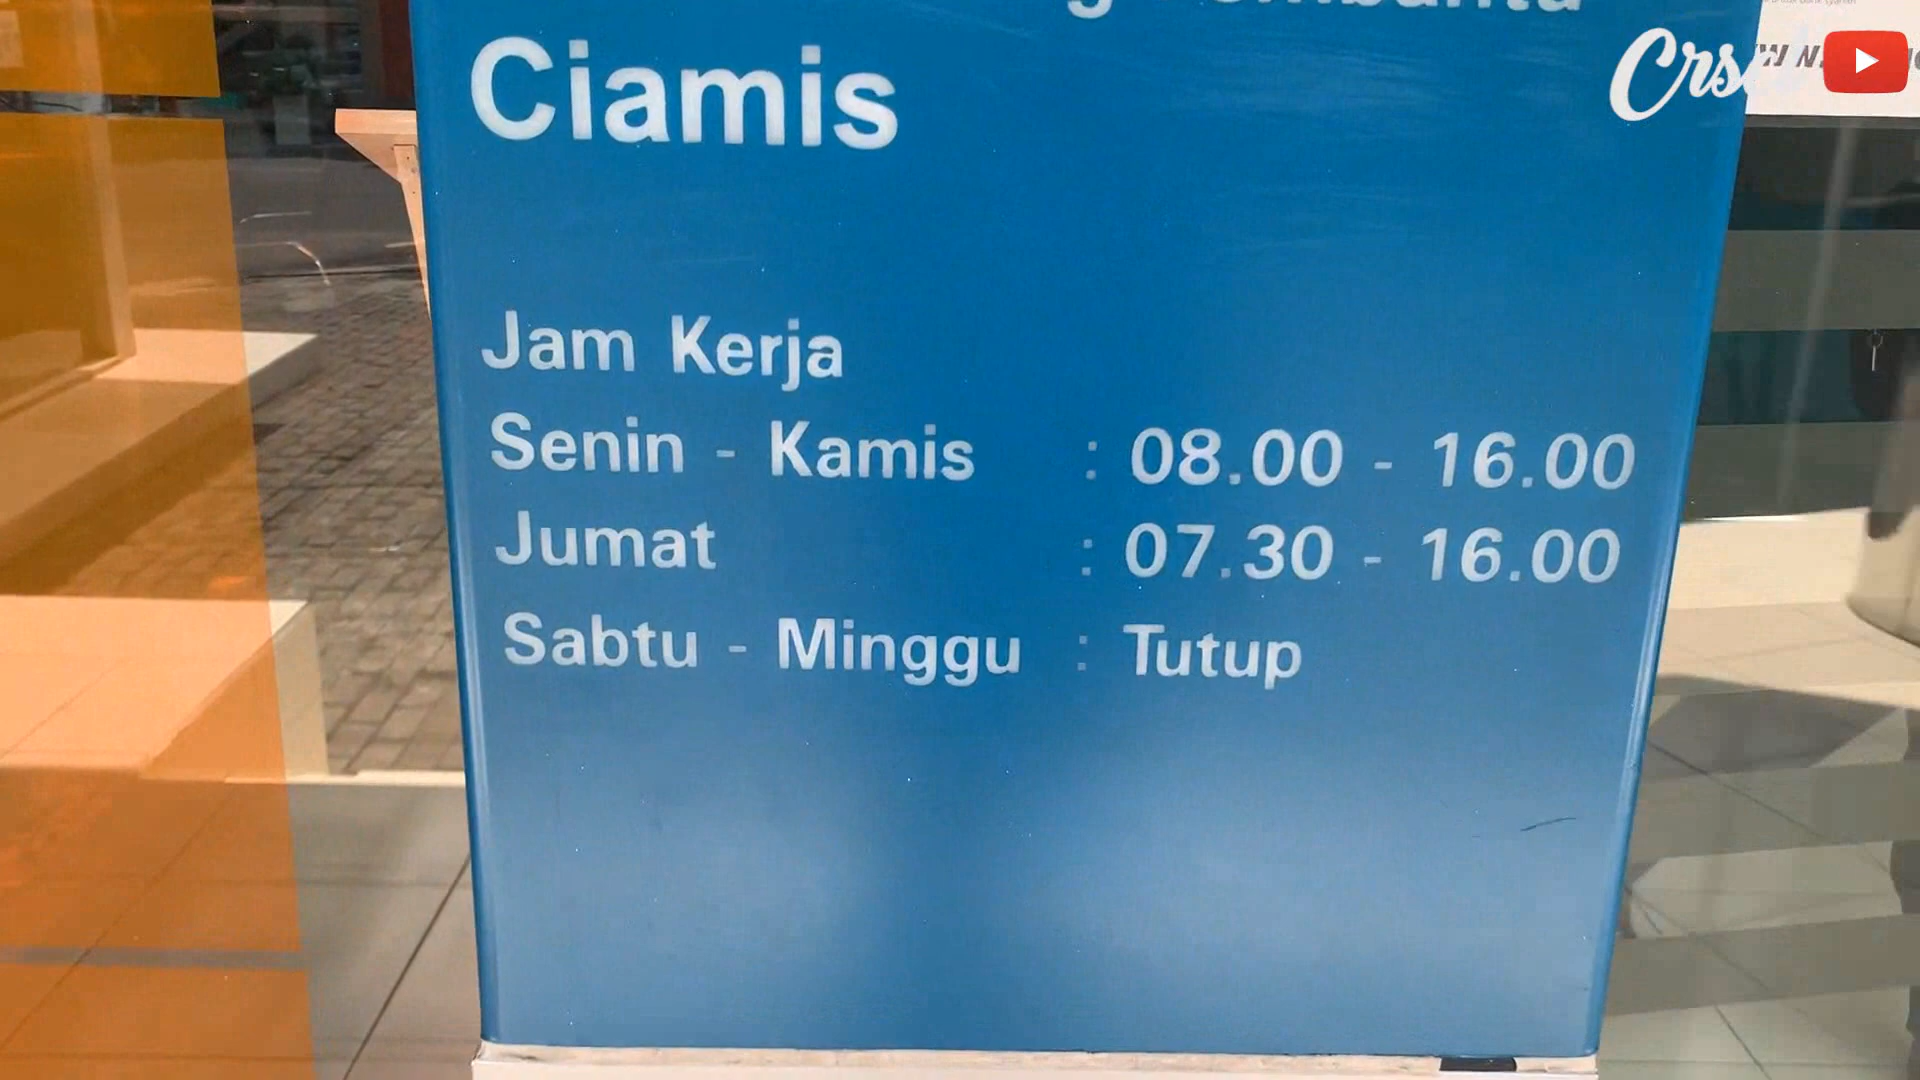 Ciamis
Jam Kerja
Senin - Kamis : 08.00 - 16.00
Jumat : 07.30 - 16.00
Sabtu - Minggu : Tutup